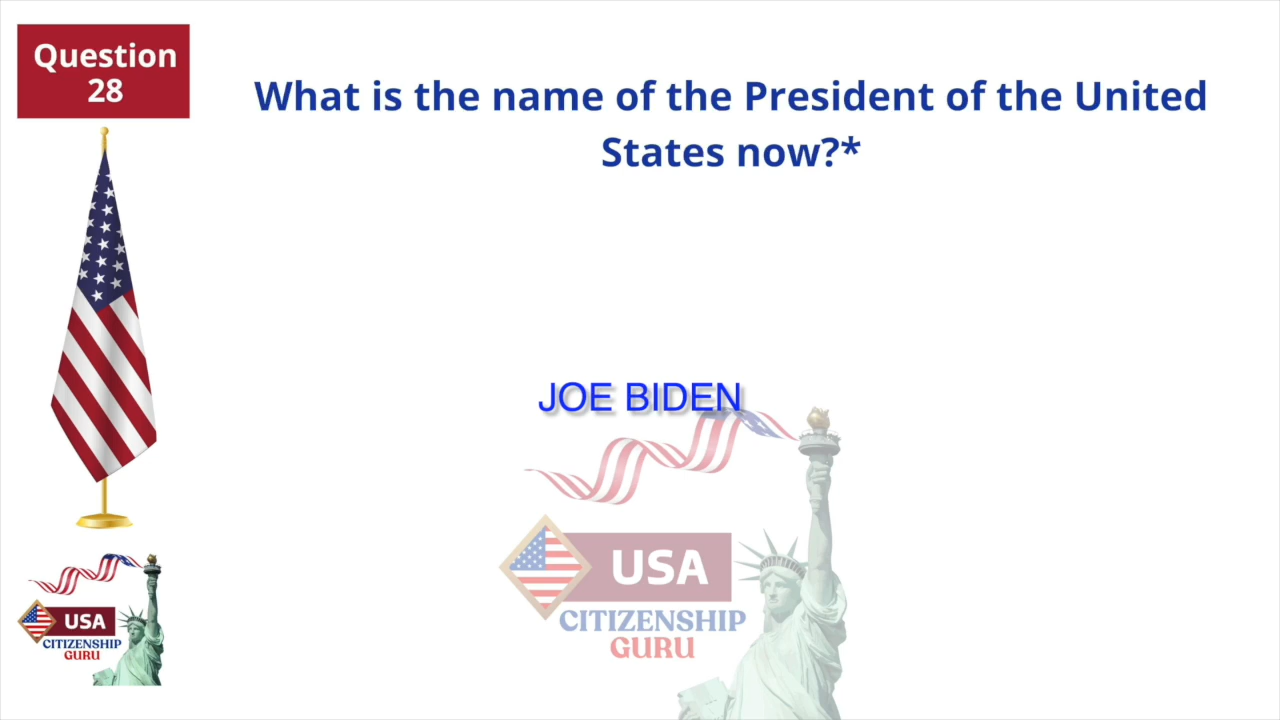 Question
28
What is the name of the President of the United
States now?*
JOE BIDEN
USA
CITIZENSHIP
GURU
USA
CITIZENSHIP
GURU